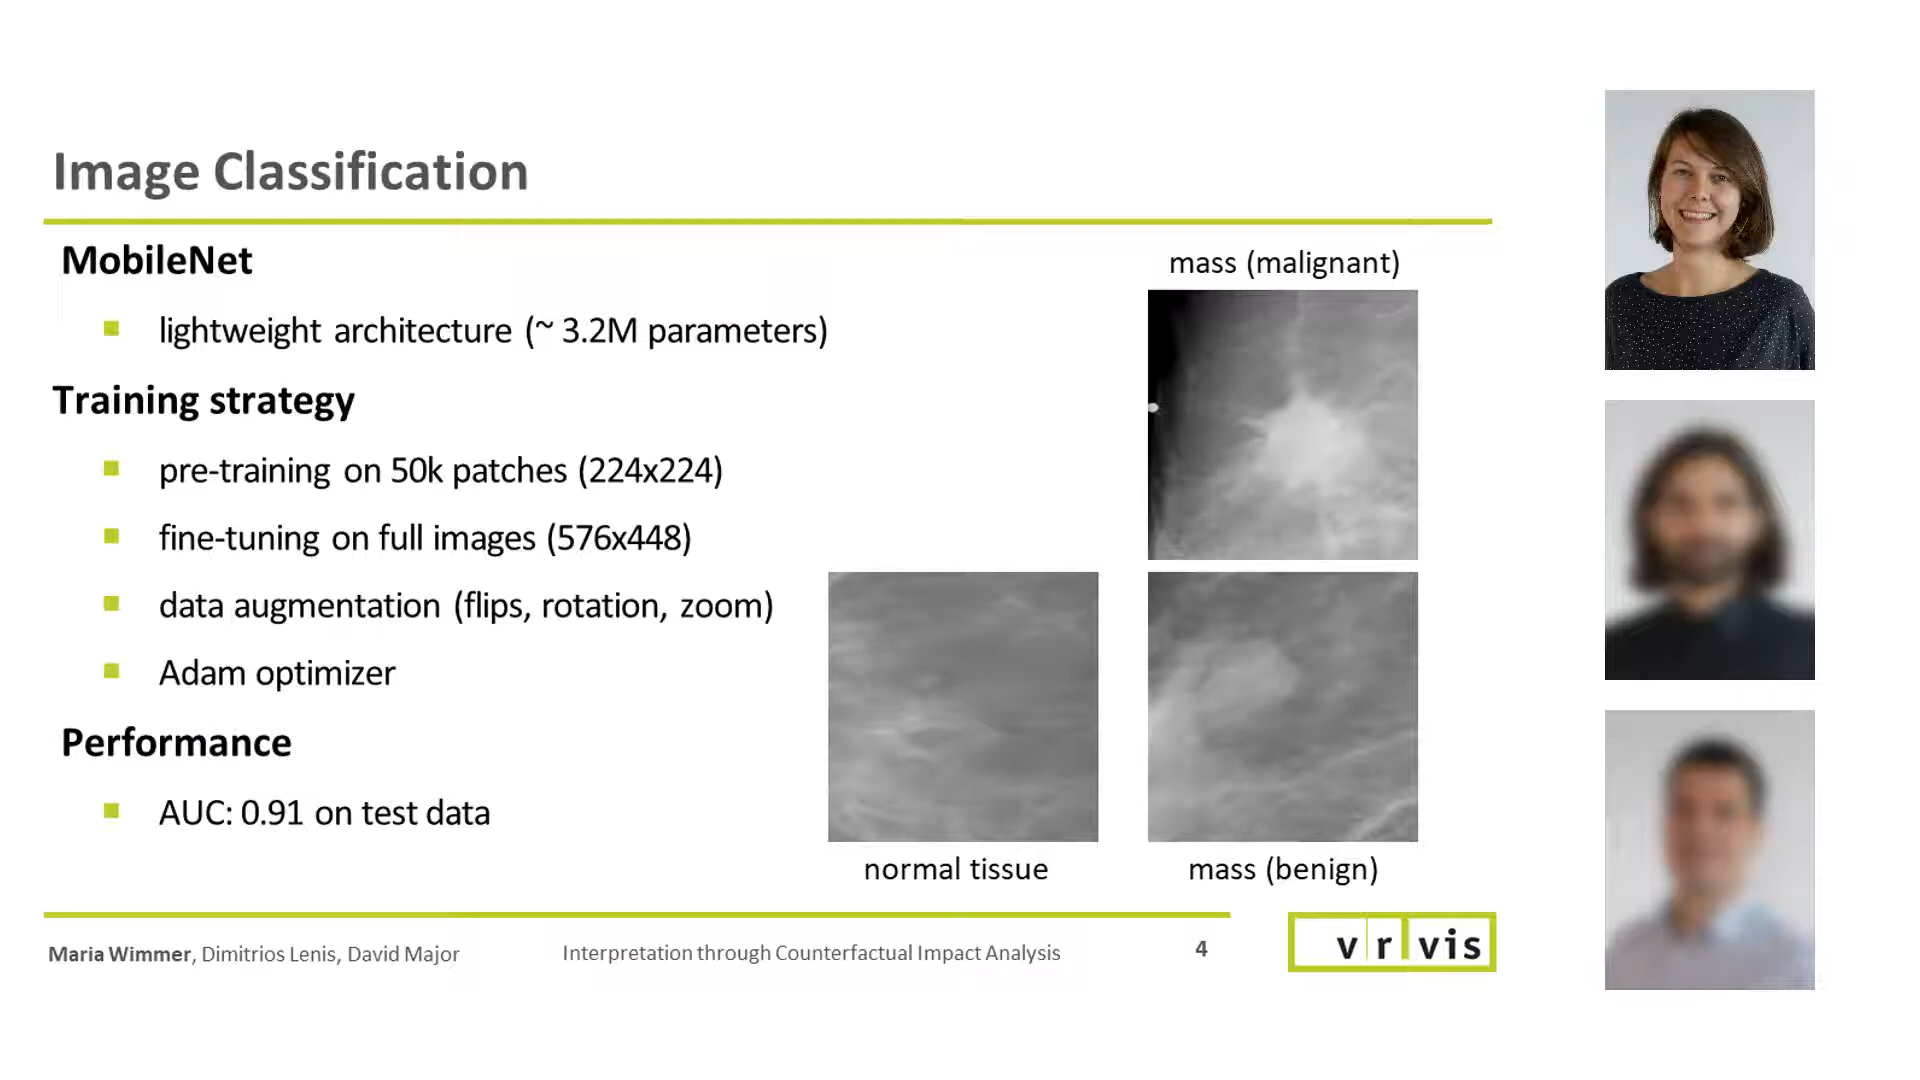 Image Classification
MobileNet
lightweight architecture (~ 3.2M parameters)
Training strategy
pre-training on 50k patches (224x224)
fine-tuning on full images (576x448)
data augmentation (flips, rotation, zoom)
Adam optimizer
Performance
AUC: 0.91 on test data
mass (malignant)
normal tissue
mass (benign)
Maria Wimmer, Dimitrios Lenis, David Major
Interpretation through Counterfactual Impact Analysis
4
vrvis